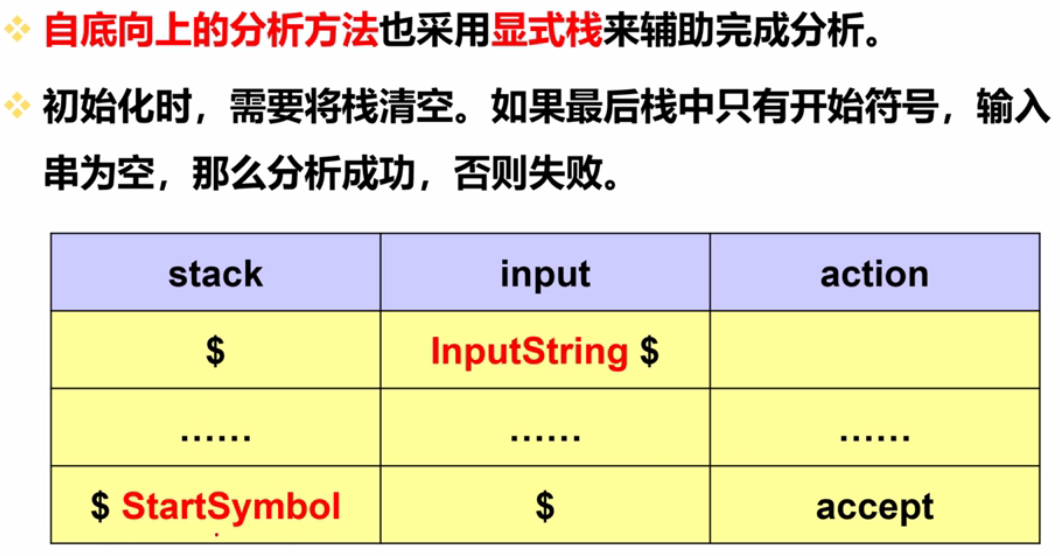 自底向上的分析方法也采用显式栈来辅助完成分析。
初始化时，需要将栈清空。如果最后栈中只有开始符号，输入
串为空，那么分析成功，否则失败。
stack input action
$ InputString $
...... ...... ......
$ StartSymbol $ accept